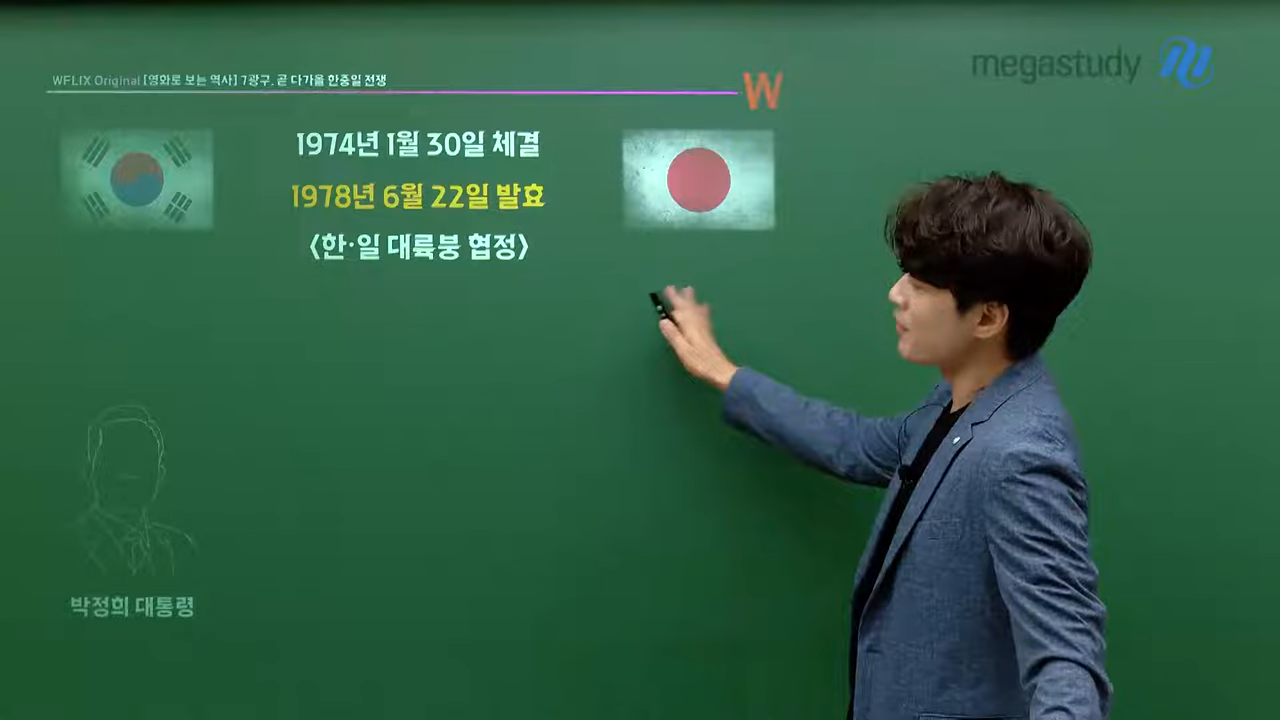 megastudy
WFLIX Original [영화로 보는 역사] 7광구, 곧 다가올 한중일 전쟁
W
1974년 1월 30일 체결
1978년 6월 22일 발효
<한·일 대륙붕 협정>
박정희 대통령